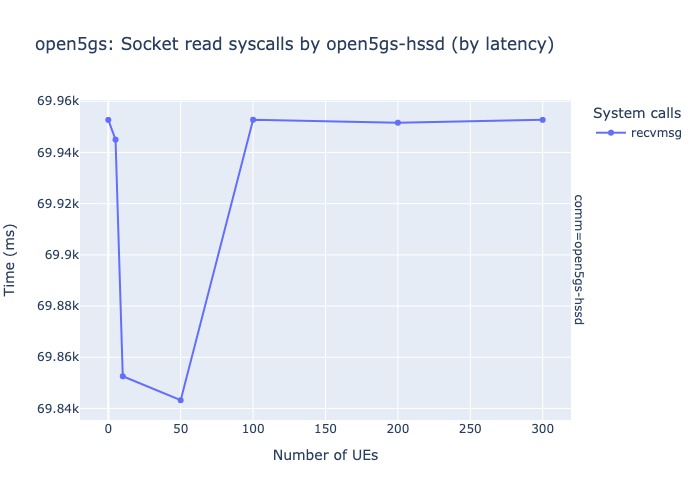 open5gs: Socket read syscalls by open5gs-hssd (by latency)
69.96k
69.94k
69.92k
69.9k
69.88k
69.86k
69.84k
Time (ms)
0 50 100 150 200 250 300
Number of UEs
comm=open5gs-hssd
System calls
recvmsg